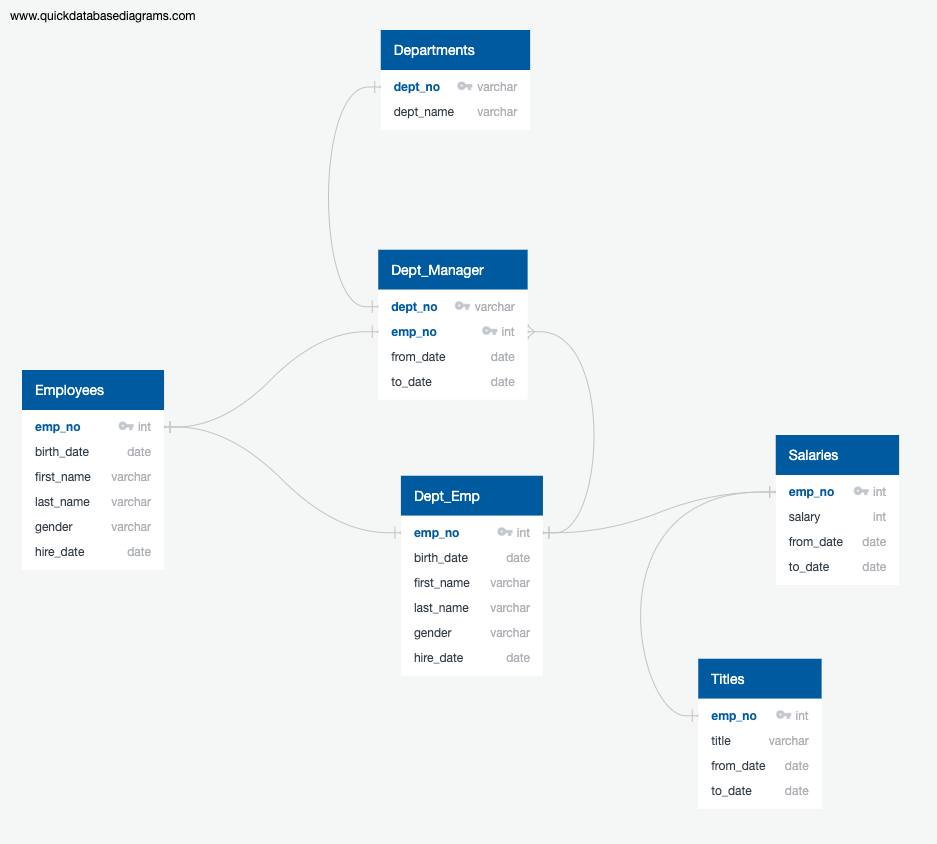 www.quickdatabasediagrams.com
Departments
dept_no varchar
dept_name varchar
Dept_Manager
dept_no varchar
emp_no int
from_date date
to_date date
Employees
emp_no int
birth_date date
first_name varchar
last_name varchar
gender varchar
hire_date date
Dept_Emp
emp_no int
birth_date date
first_name varchar
last_name varchar
gender varchar
hire_date date
Salaries
emp_no int
salary int
from_date date
to_date date
Titles
emp_no int
title varchar
from_date date
to_date date